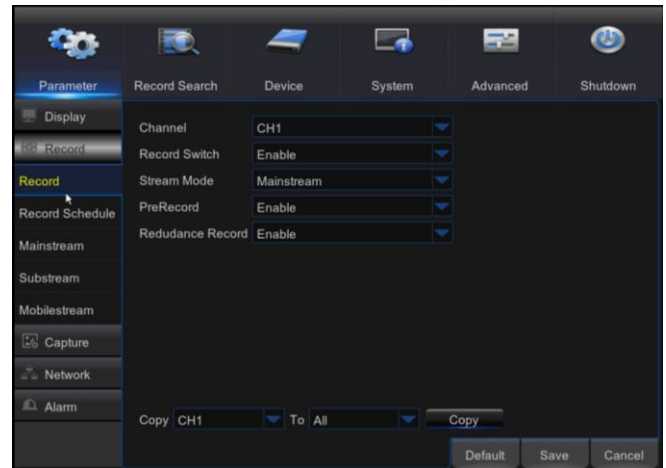 Parameter
Record Search
Device
System
Advanced
Shutdown
Display
Record
Record
Record Schedule
Mainstream
Substream
Mobilestream
Capture
Network
Alarm
Channel CH1
Record Switch Enable
Stream Mode Mainstream
PreRecord Enable
Redudance Record Enable
Copy CH1 To All Copy
Default Save Cancel